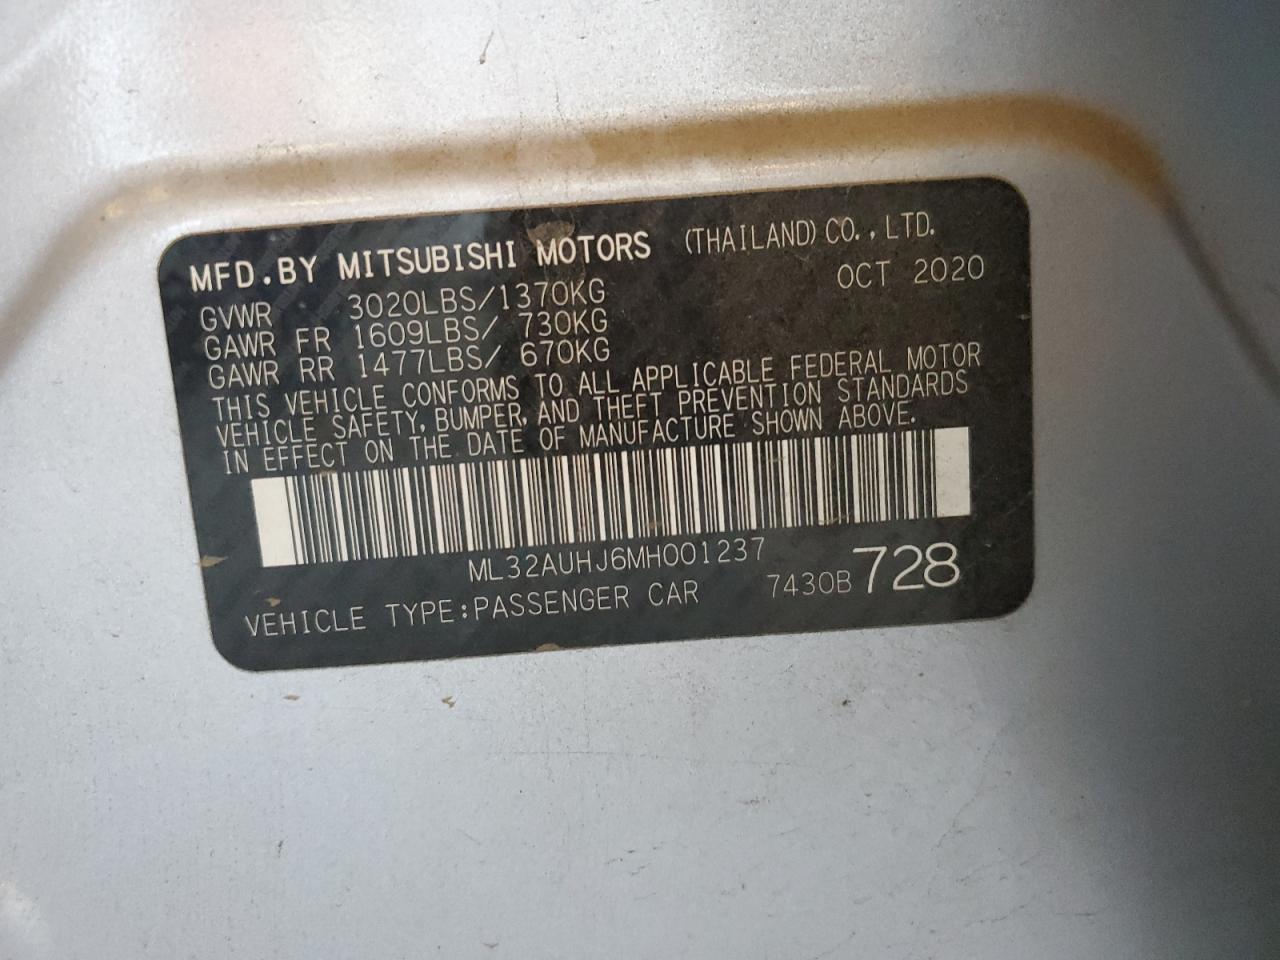 MFD.BY MITSUBISHI MOTORS (THAILAND) CO.,LTD.
OCT 2020
GVWR 3020LBS/1370KG
GAWR FR 1609LBS/ 730KG
GAWR RR 1477LBS/ 670KG
THIS VEHICLE CONFORMS TO ALL APPLICABLE FEDERAL MOTOR
VEHICLE SAFETY, BUMPER, AND THEFT PREVENTION STANDARDS
IN EFFECT ON THE DATE OF MANUFACTURE SHOWN ABOVE.
ML32AUHJ6MH001237
VEHICLE TYPE:PASSENGER CAR 7430B 728